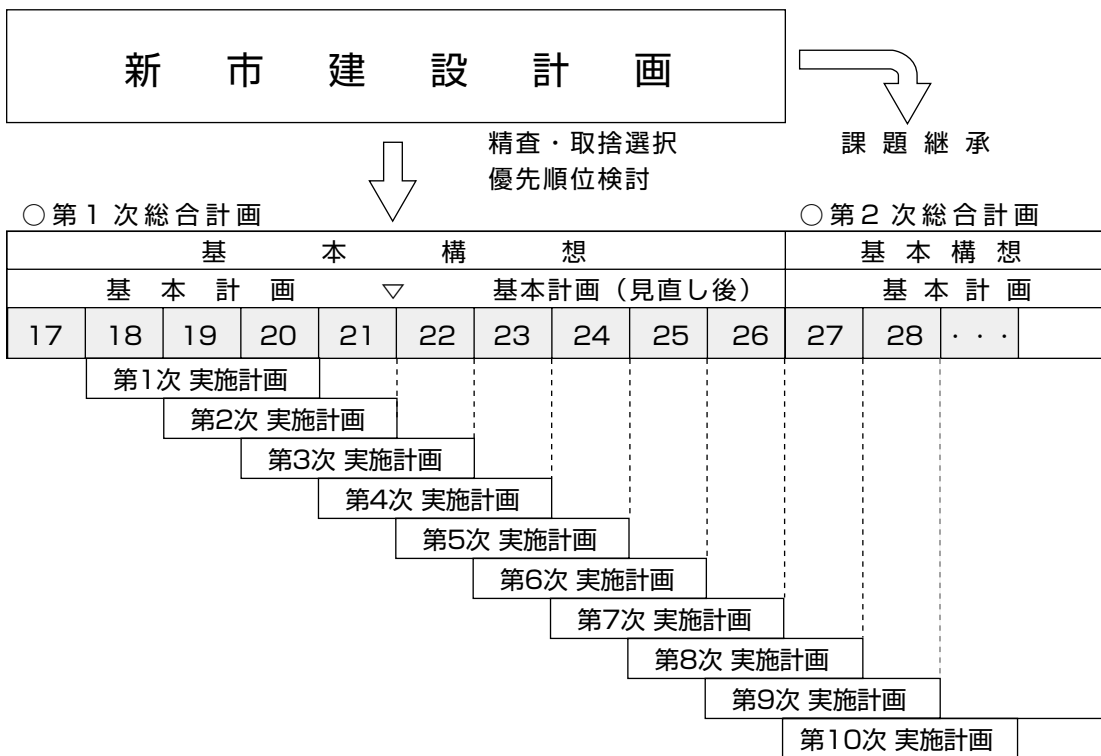 新市建設計画
精査・取捨選択
優先順位検討
課題継承
○第1次総合計画
○第2次総合計画
基本構想
基本構想
基本計画 ▽ 基本計画（見直し後）
基本計画
17 18 19 20 21 22 23 24 25 26 27 28 ・・・
第1次 実施計画
第2次 実施計画
第3次 実施計画
第4次 実施計画
第5次 実施計画
第6次 実施計画
第7次 実施計画
第8次 実施計画
第9次 実施計画
第10次 実施計画